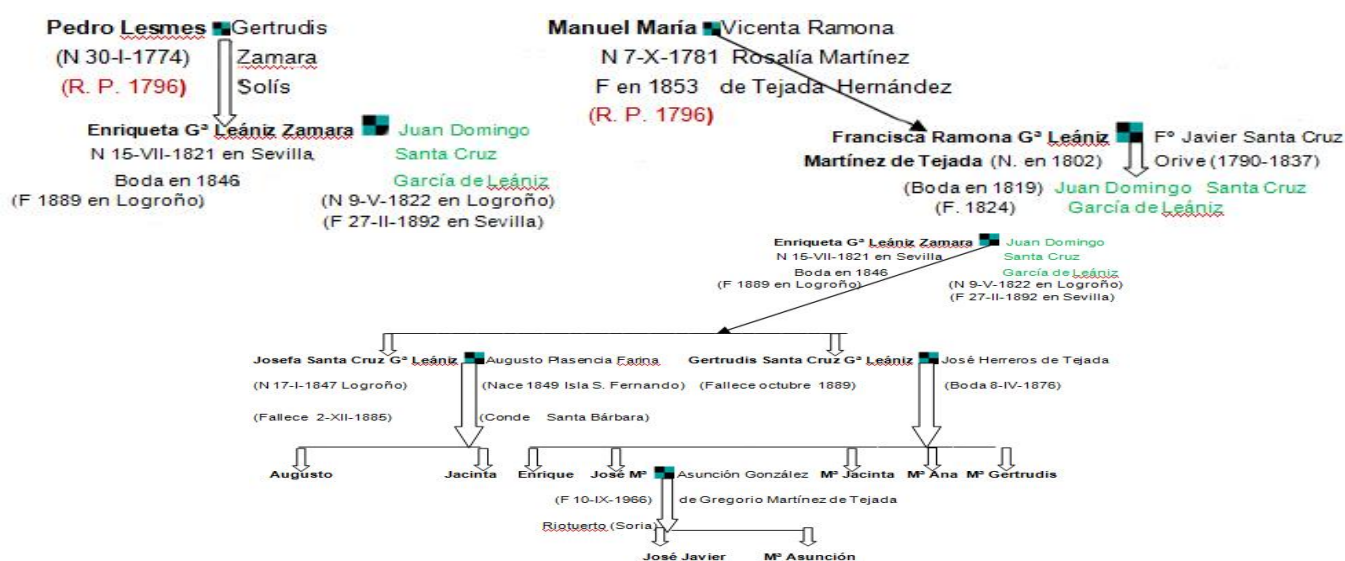 Pedro Lesmes Gertrudis
(N 30-I-1774) Zamara
(R. P. 1796) Solís
Enriqueta Gª Leániz Zamara Juan Domingo
N 15-VII-1821 en Sevilla Santa Cruz
Boda en 1846 García de Leániz
(F 1889 en Logroño) (N 9-V-1822 en Logroño)
(F 27-II-1892 en Sevilla)
Manuel María Vicenta Ramona
N 7-X-1781 Rosalía Martínez
F en 1853 de Tejada Hernández
(R. P. 1796)
Francisca Ramona Gª Leániz Fº Javier Santa Cruz
Martínez de Tejada (N. en 1802) Orive (1790-1837)
(Boda en 1819) Juan Domingo Santa Cruz
(F. 1824) García de Leániz
Enriqueta Gª Leániz Zamara Juan Domingo
N 15-VII-1821 en Sevilla Santa Cruz
Boda en 1846 García de Leániz
(F 1889 en Logroño) (N 9-V-1822 en Logroño)
(F 27-II-1892 en Sevilla)
Josefa Santa Cruz Gª Leániz Augusto Plasencia Farina Gertrudis Santa Cruz Gª Leániz José Herreros de Tejada
(N 17-I-1847 Logroño) (Nace 1849 Isla S. Fernando) (Fallece octubre 1889) (Boda 8-IV-1876)
(Fallece 2-XII-1885) (Conde Santa Bárbara)
Augusto Jacinta Enrique José Mª Asunción González Mª Jacinta Mª Ana Mª Gertrudis
(F 10-IX-1966) de Gregorio Martínez de Tejada
Riotuerto (Soria)
José Javier Mª Asunción